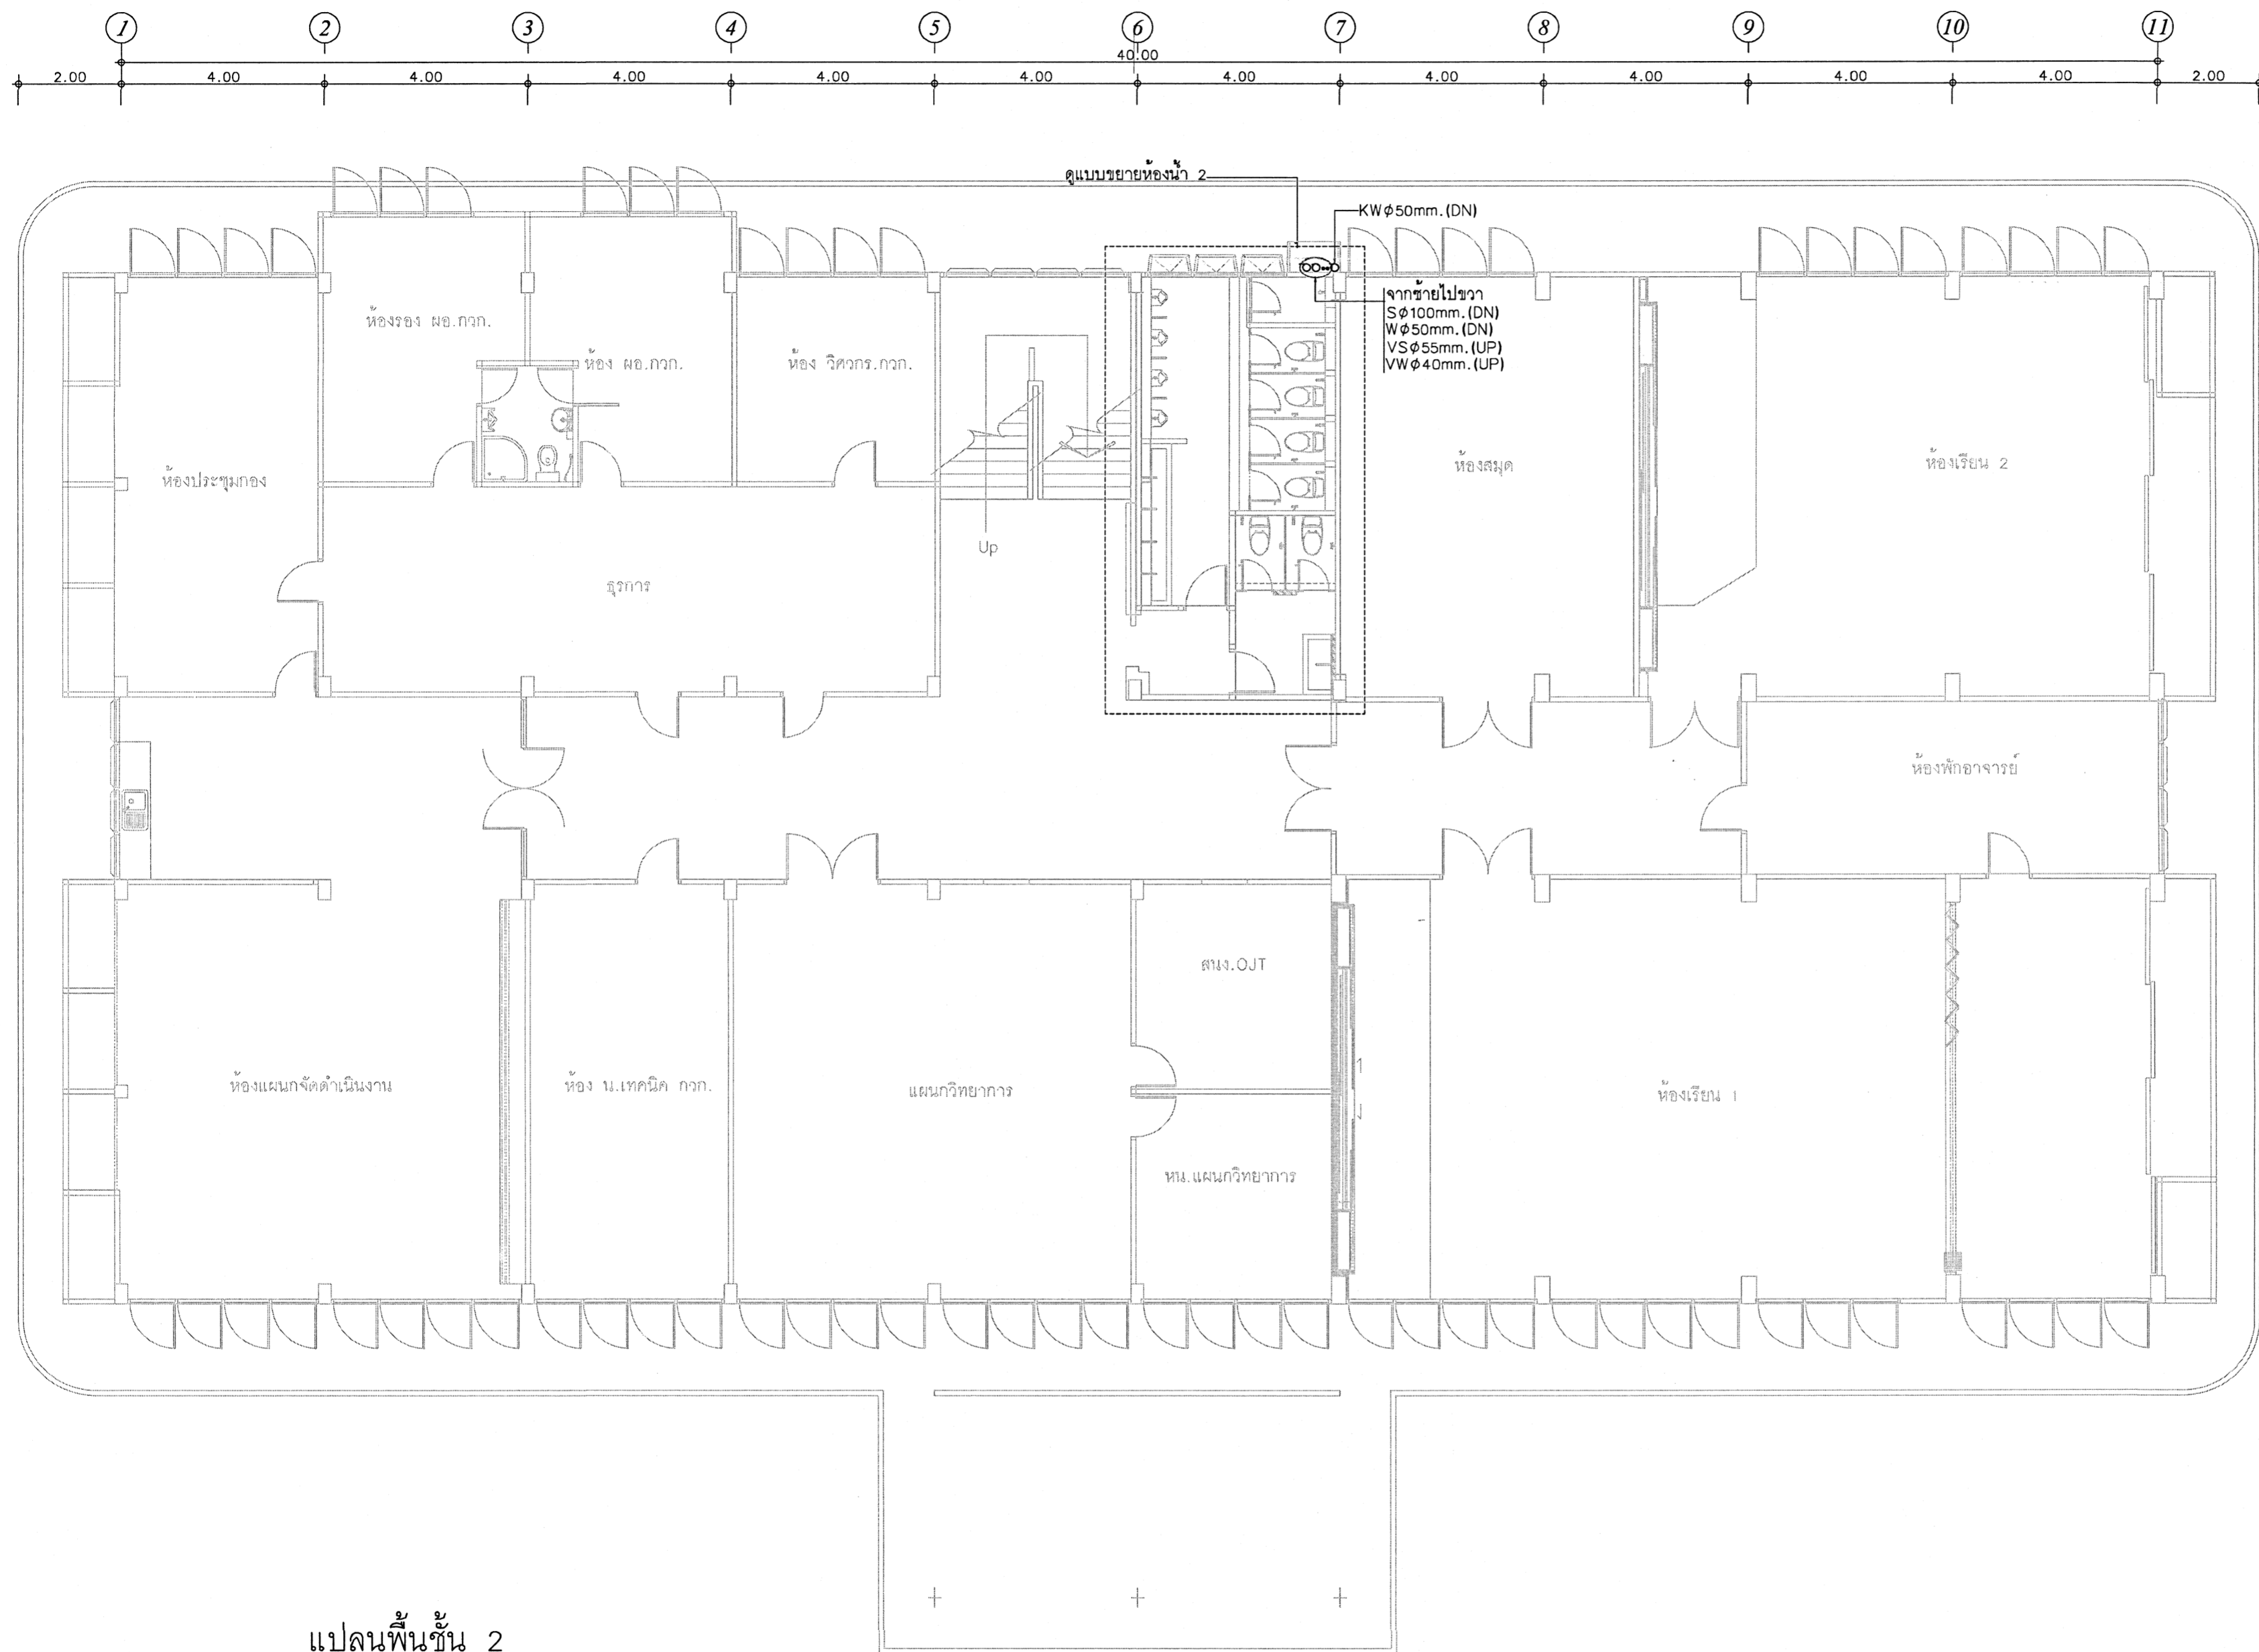 1 2 3 4 5 6 7 8 9 10 11
40.00
2.00 4.00 4.00 4.00 4.00 4.00 4.00 4.00 4.00 4.00 4.00 2.00
ดูแบบขยายห้องน้ำ 2
KWφ50mm.(DN)
จากซ้ายไปขวา
Sφ100mm.(DN)
Wφ50mm.(DN)
VSφ55mm.(UP)
VWφ40mm.(UP)
ห้องรอง ผอ.กวก.
ห้อง ผอ.กวก.
ห้อง วิศวกร.กวก.
ห้องประชุมกอง
ห้องสมุด
ห้องเรียน 2
Up
ธุรการ
ห้องพักอาจารย์
สนง.OJT
ห้องแผนกจัดดำเนินงาน
ห้อง น.เทคนิค กวก.
แผนกวิทยาการ
ห้องเรียน 1
หน.แผนกวิทยาการ
แปลนพื้นชั้น 2